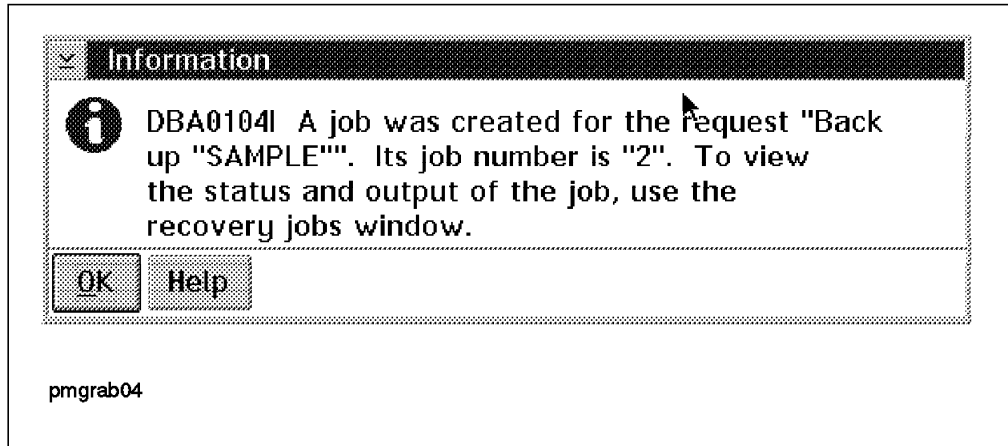 Information
DBA0104I A job was created for the request "Back
up "SAMPLE"". Its job number is "2". To view
the status and output of the job, use the
recovery jobs window.
OK
Help
pmgrab04